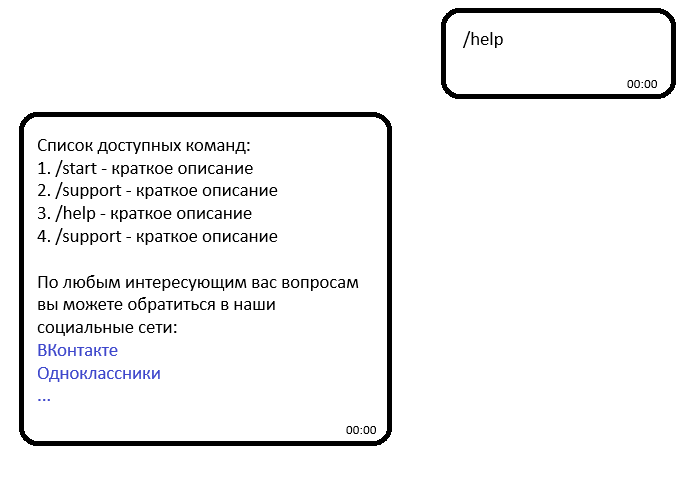 /help
00:00
Список доступных команд:
1. /start - краткое описание
2. /support - краткое описание
3. /help - краткое описание
4. /support - краткое описание
По любым интересующим вас вопросам
вы можете обратиться в наши
социальные сети:
ВКонтакте
Одноклассники
...
00:00